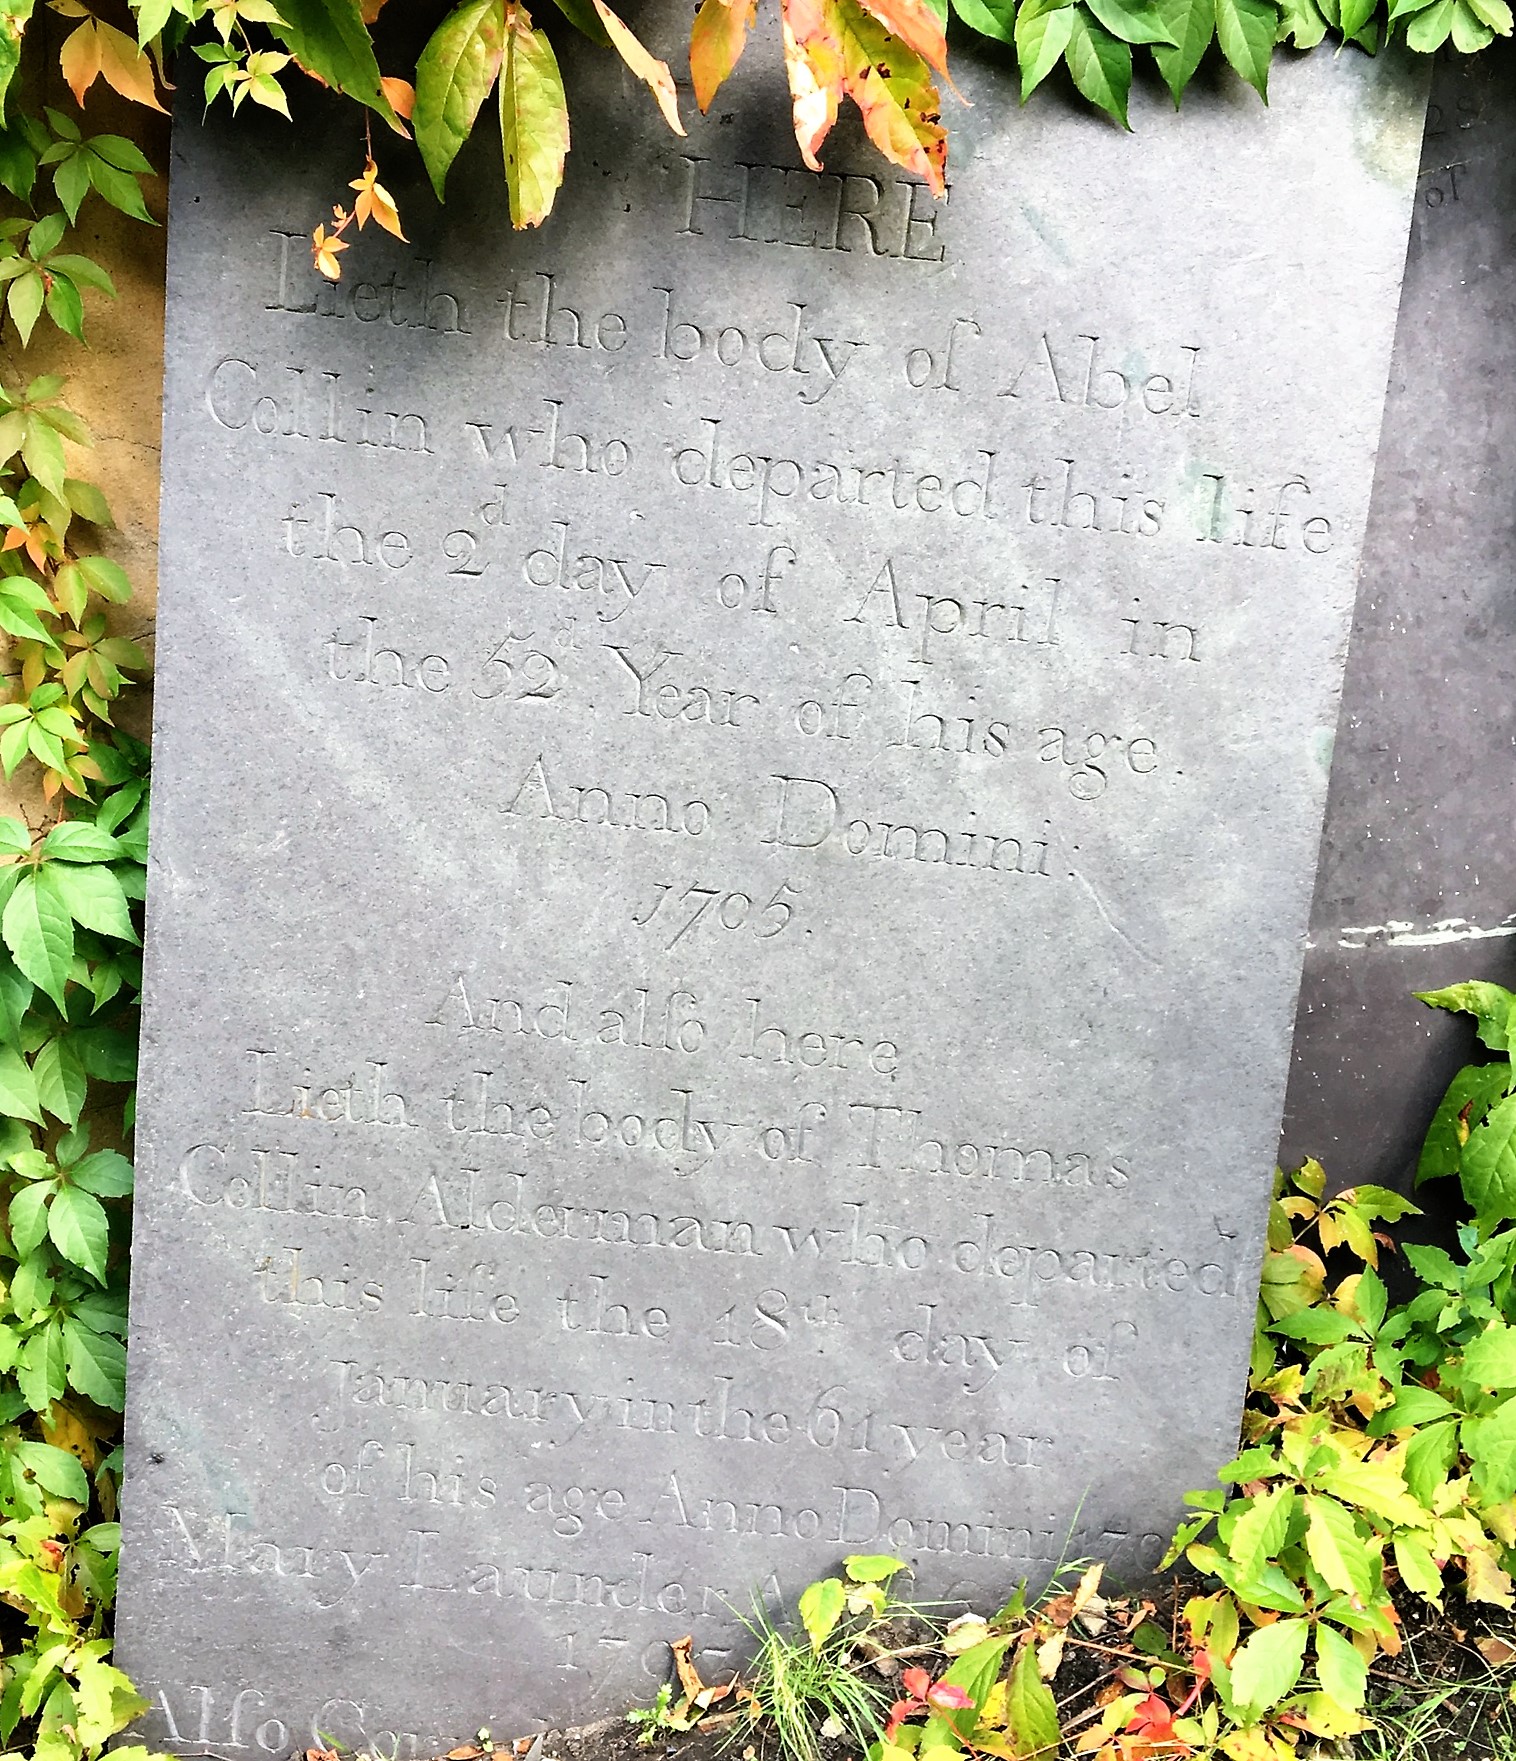 HERE
Lieth the body of Abel
Collin who departed this life
the 2d day of April in
the 52d Year of his age.
Anno Domini:
1705.
And alſo here
Lieth the body of Thomas
Collin Alderman who departed
this life the 18th day of
January in the 61 year
of his age Anno Domini
Mary Launder
Alſo
or